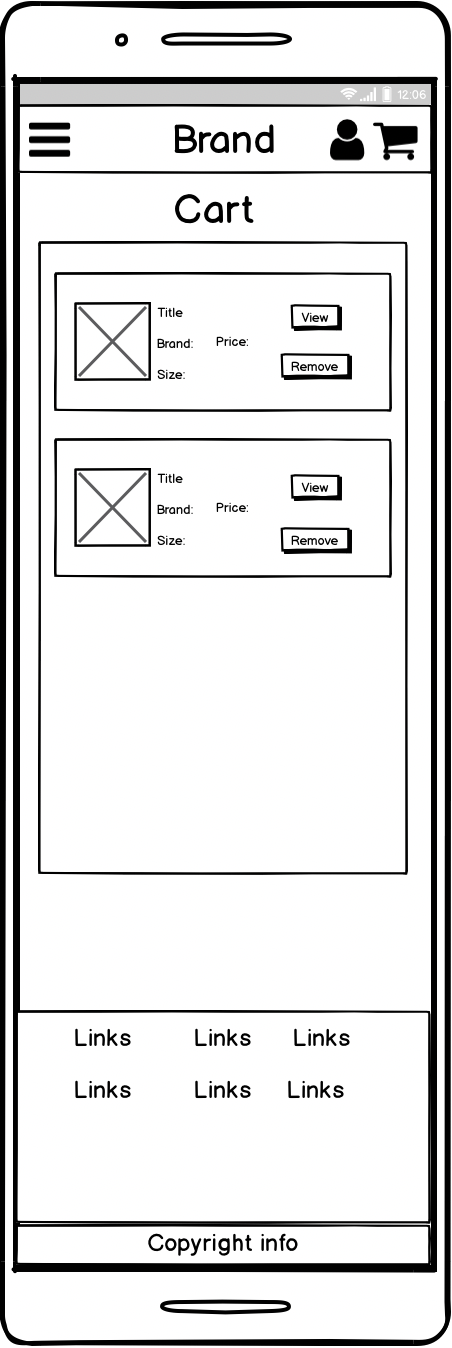 12:06
Brand
Cart
Title
Brand:
Size:
Price:
View
Remove
Title
Brand:
Size:
Price:
View
Remove
Links Links Links
Links Links Links
Copyright info